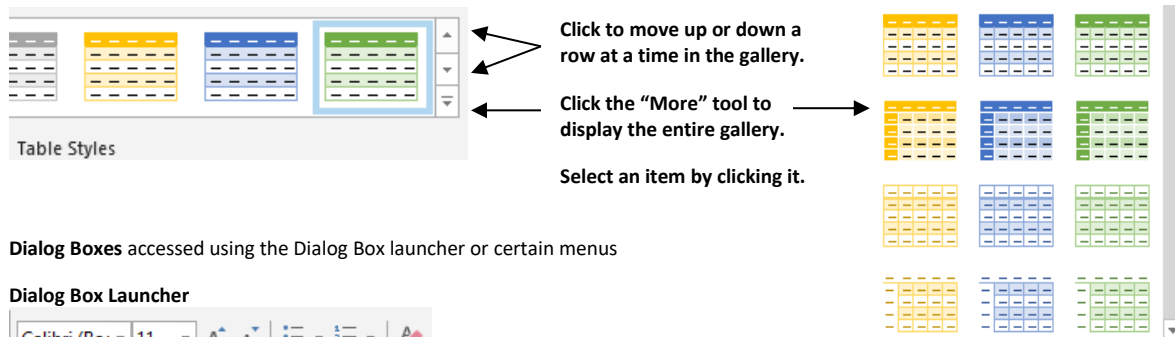 Click to move up or down a
row at a time in the gallery.
Click the “More” tool to
display the entire gallery.
Table Styles
Select an item by clicking it.
Dialog Boxes accessed using the Dialog Box launcher or certain menus
Dialog Box Launcher
Calibri (Bo 11